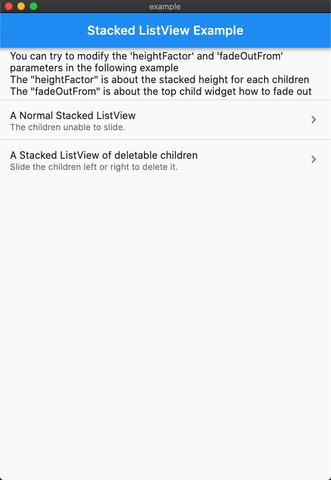 example
Stacked ListView Example
You can try to modify the 'heightFactor' and 'fadeOutFrom'
parameters in the following example
The "heightFactor" is about the stacked height for each children
The "fadeOutFrom" is about the top child widget how to fade out
A Normal Stacked ListView
The children unable to slide.
A Stacked ListView of deletable children
Slide the children left or right to delete it.